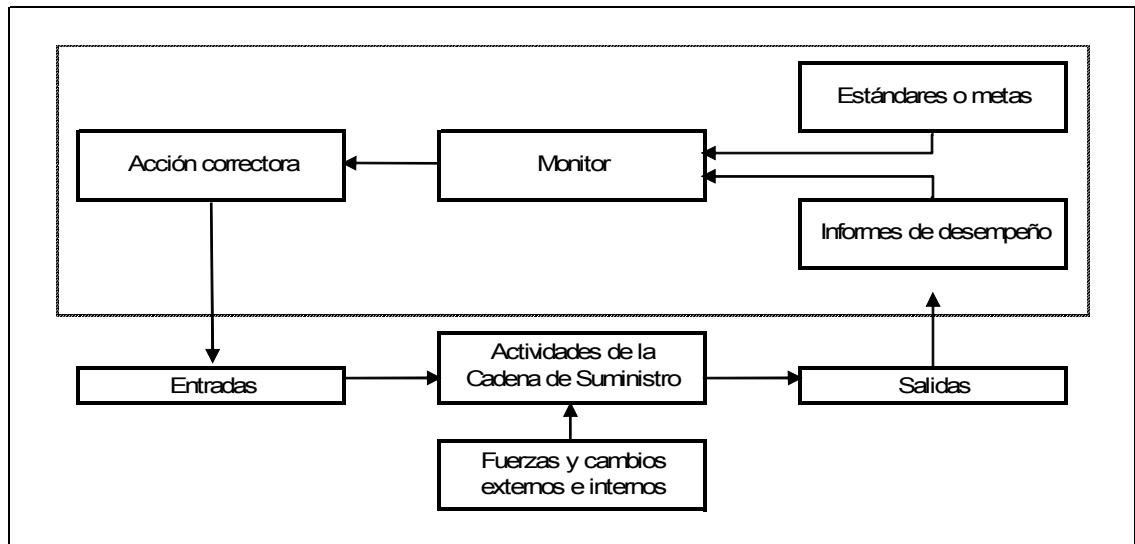 Estándares o metas
Acción correctora
Monitor
Informes de desempeño
Entradas
Actividades de la
Cadena de Suministro
Salidas
Fuerzas y cambios
externos e internos